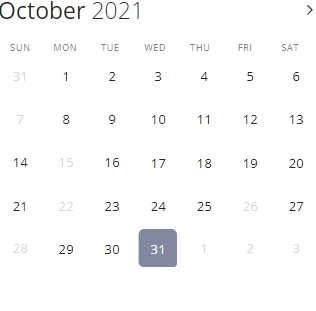 October 2021 >
SUN MON TUE WED THU FRI SAT
31 1 2 3 4 5 6
7 8 9 10 11 12 13
14 15 16 17 18 19 20
21 22 23 24 25 26 27
28 29 30 31 1 2 3